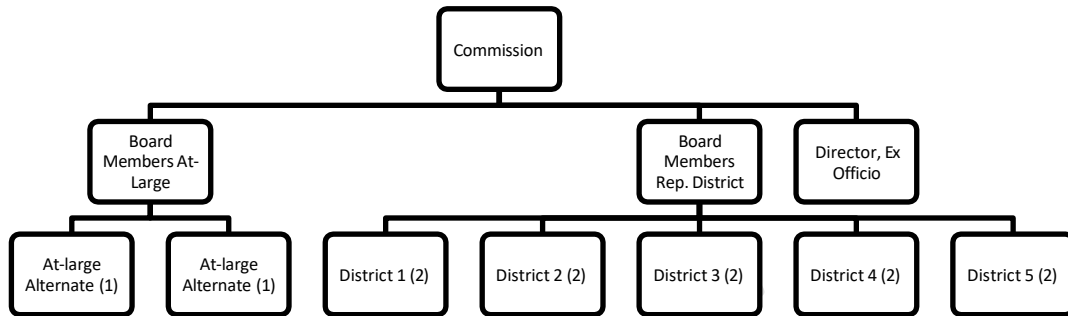 Commission
Board
Members At-
Large
Board
Members
Rep. District
Director, Ex
Officio
At-large
Alternate (1)
At-large
Alternate (1)
District 1 (2)
District 2 (2)
District 3 (2)
District 4 (2)
District 5 (2)